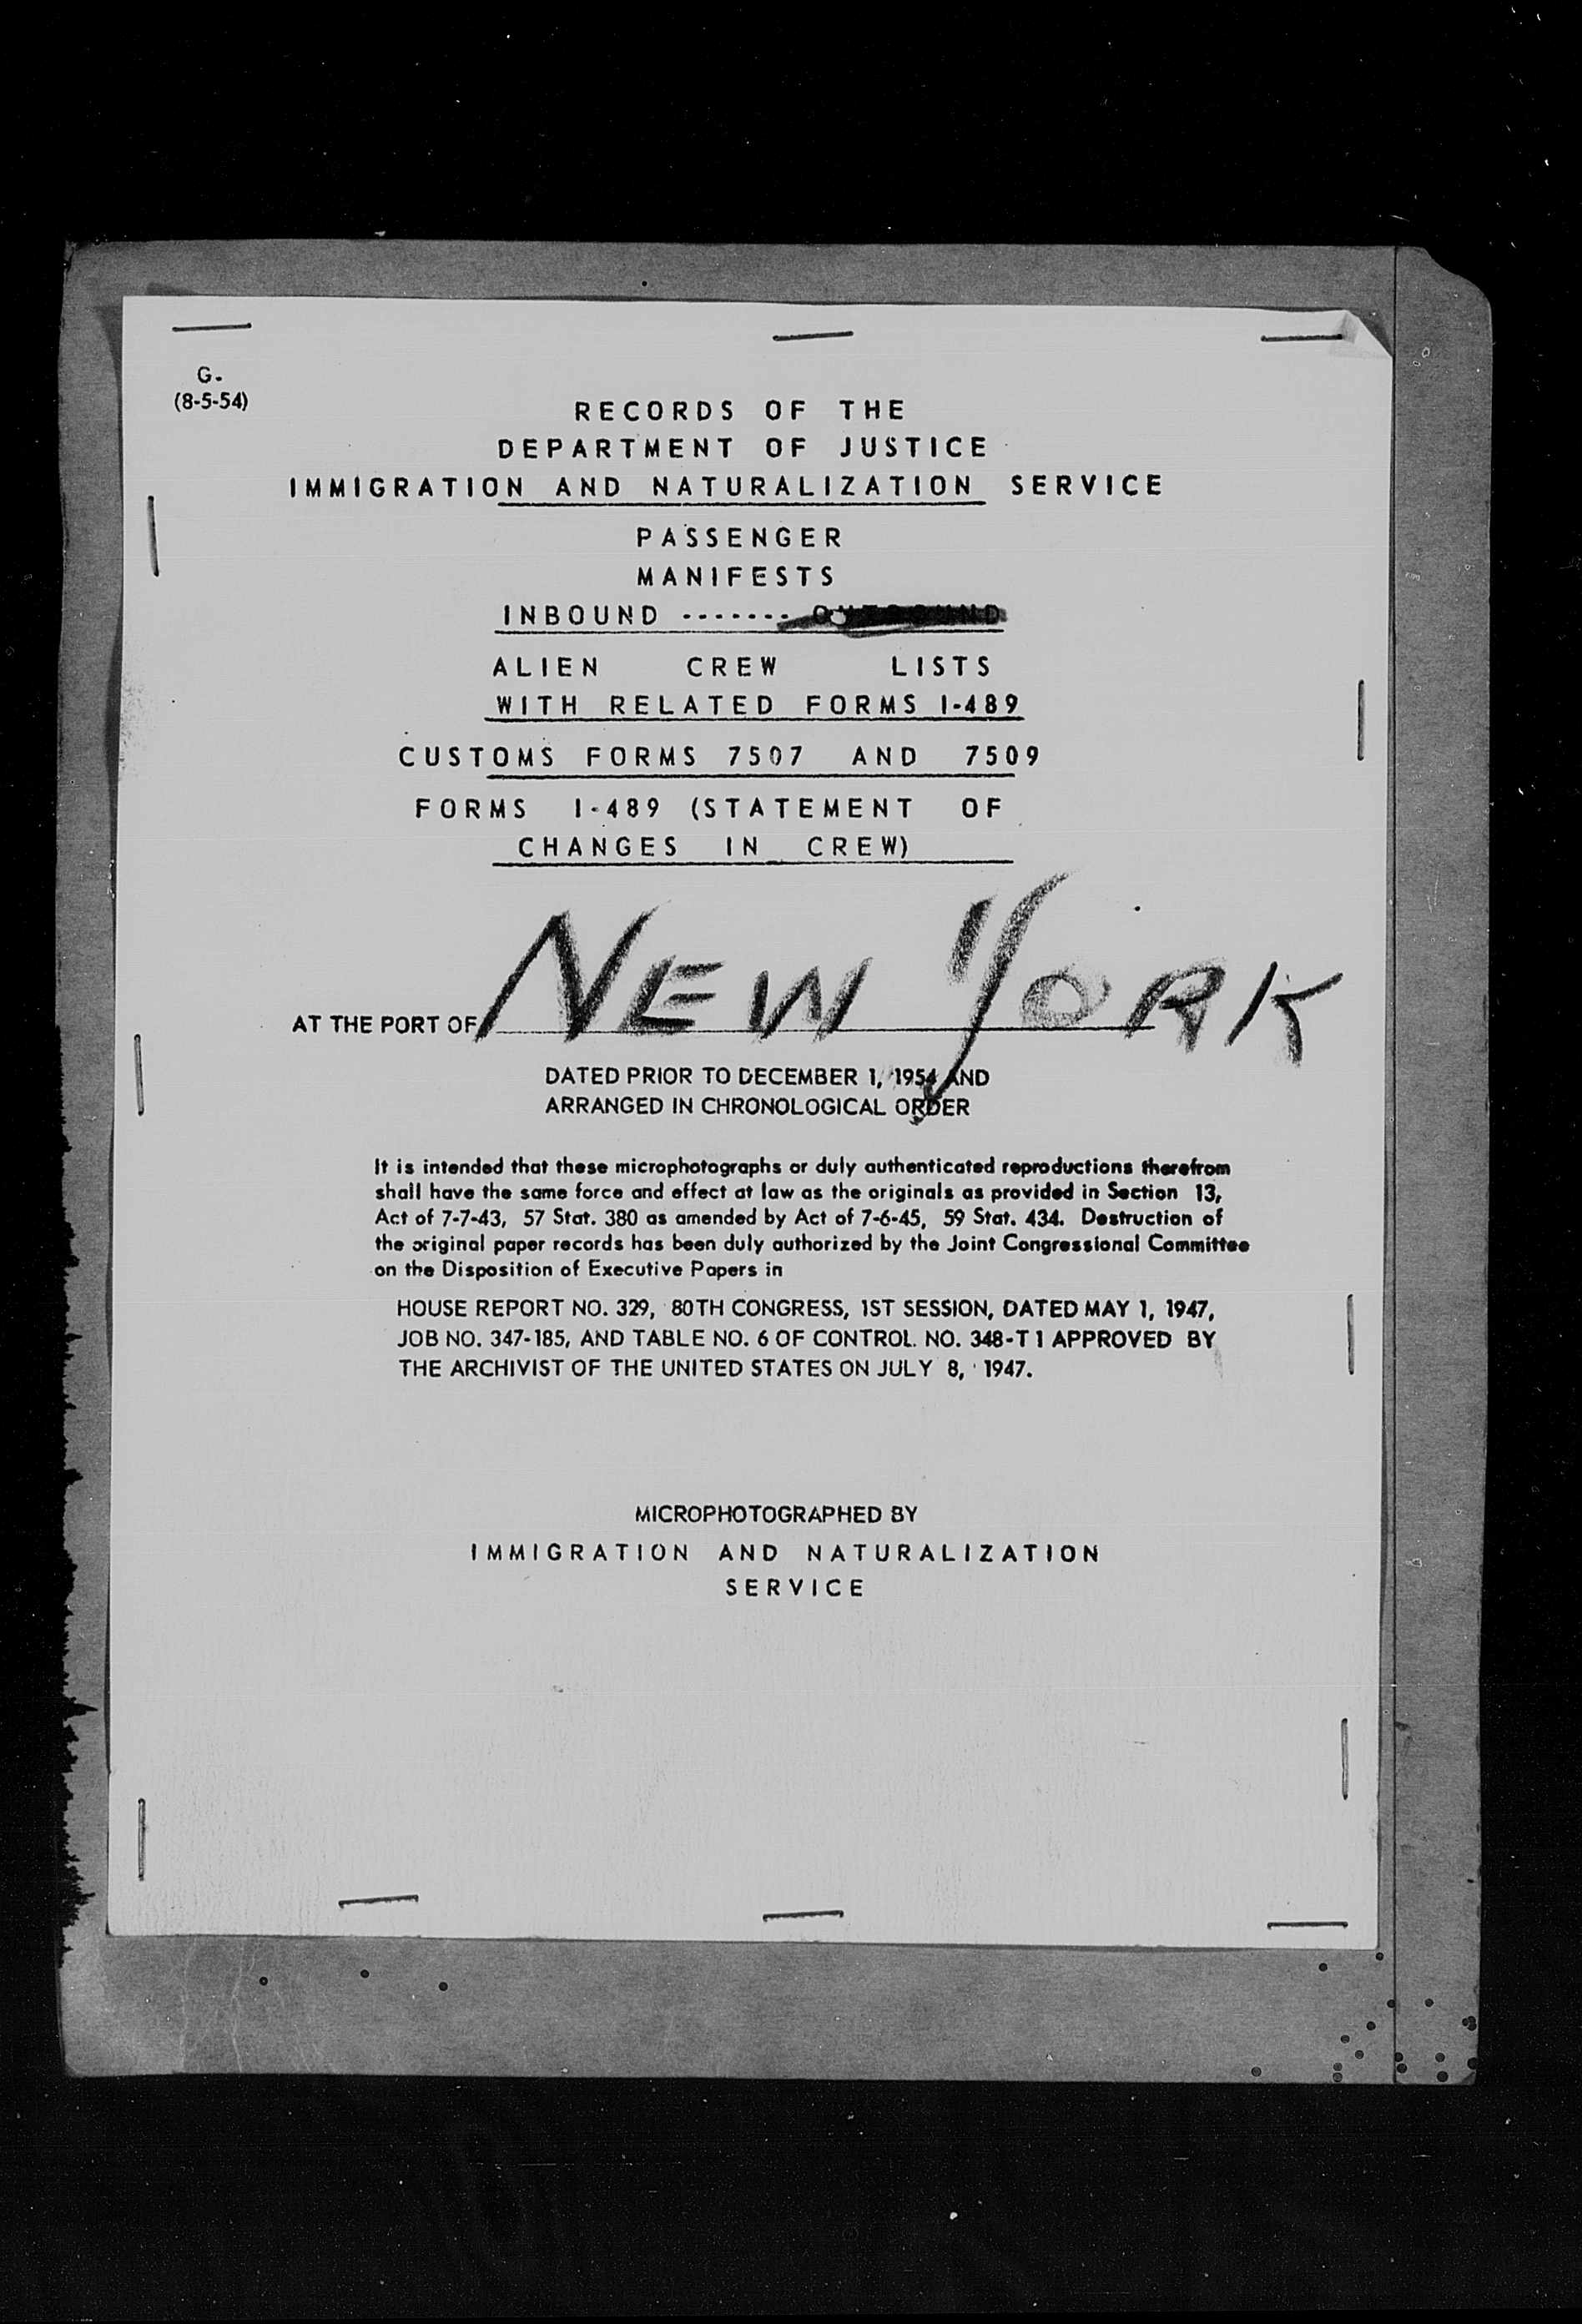 G-
(8-5-54)
RECORDS OF THE
DEPARTMENT OF JUSTICE
IMMIGRATION AND NATURALIZATION SERVICE
PASSENGER
MANIFESTS
INBOUND ------- OUTBOUND
ALIEN CREW LISTS
WITH RELATED FORMS I-489
CUSTOMS FORMS 7507 AND 7509
FORMS I-489 (STATEMENT OF
CHANGES IN CREW)
AT THE PORT OF NEW YORK
DATED PRIOR TO DECEMBER 1, 1954 AND
ARRANGED IN CHRONOLOGICAL ORDER
It is intended that these microphotographs or duly authenticated reproductions therefrom
shall have the same force and effect at law as the originals as provided in Section 13,
Act of 7-7-43, 57 Stat. 380 as amended by Act of 7-6-45, 59 Stat. 434. Destruction of
the original paper records has been duly authorized by the Joint Congressional Committee
on the Disposition of Executive Papers in
HOUSE REPORT NO. 329, 80TH CONGRESS, 1ST SESSION, DATED MAY 1, 1947,
JOB NO. 347-185, AND TABLE NO. 6 OF CONTROL. NO. 348-T1 APPROVED BY
THE ARCHIVIST OF THE UNITED STATES ON JULY 8, 1947.
MICROPHOTOGRAPHED BY
IMMIGRATION AND NATURALIZATION
SERVICE